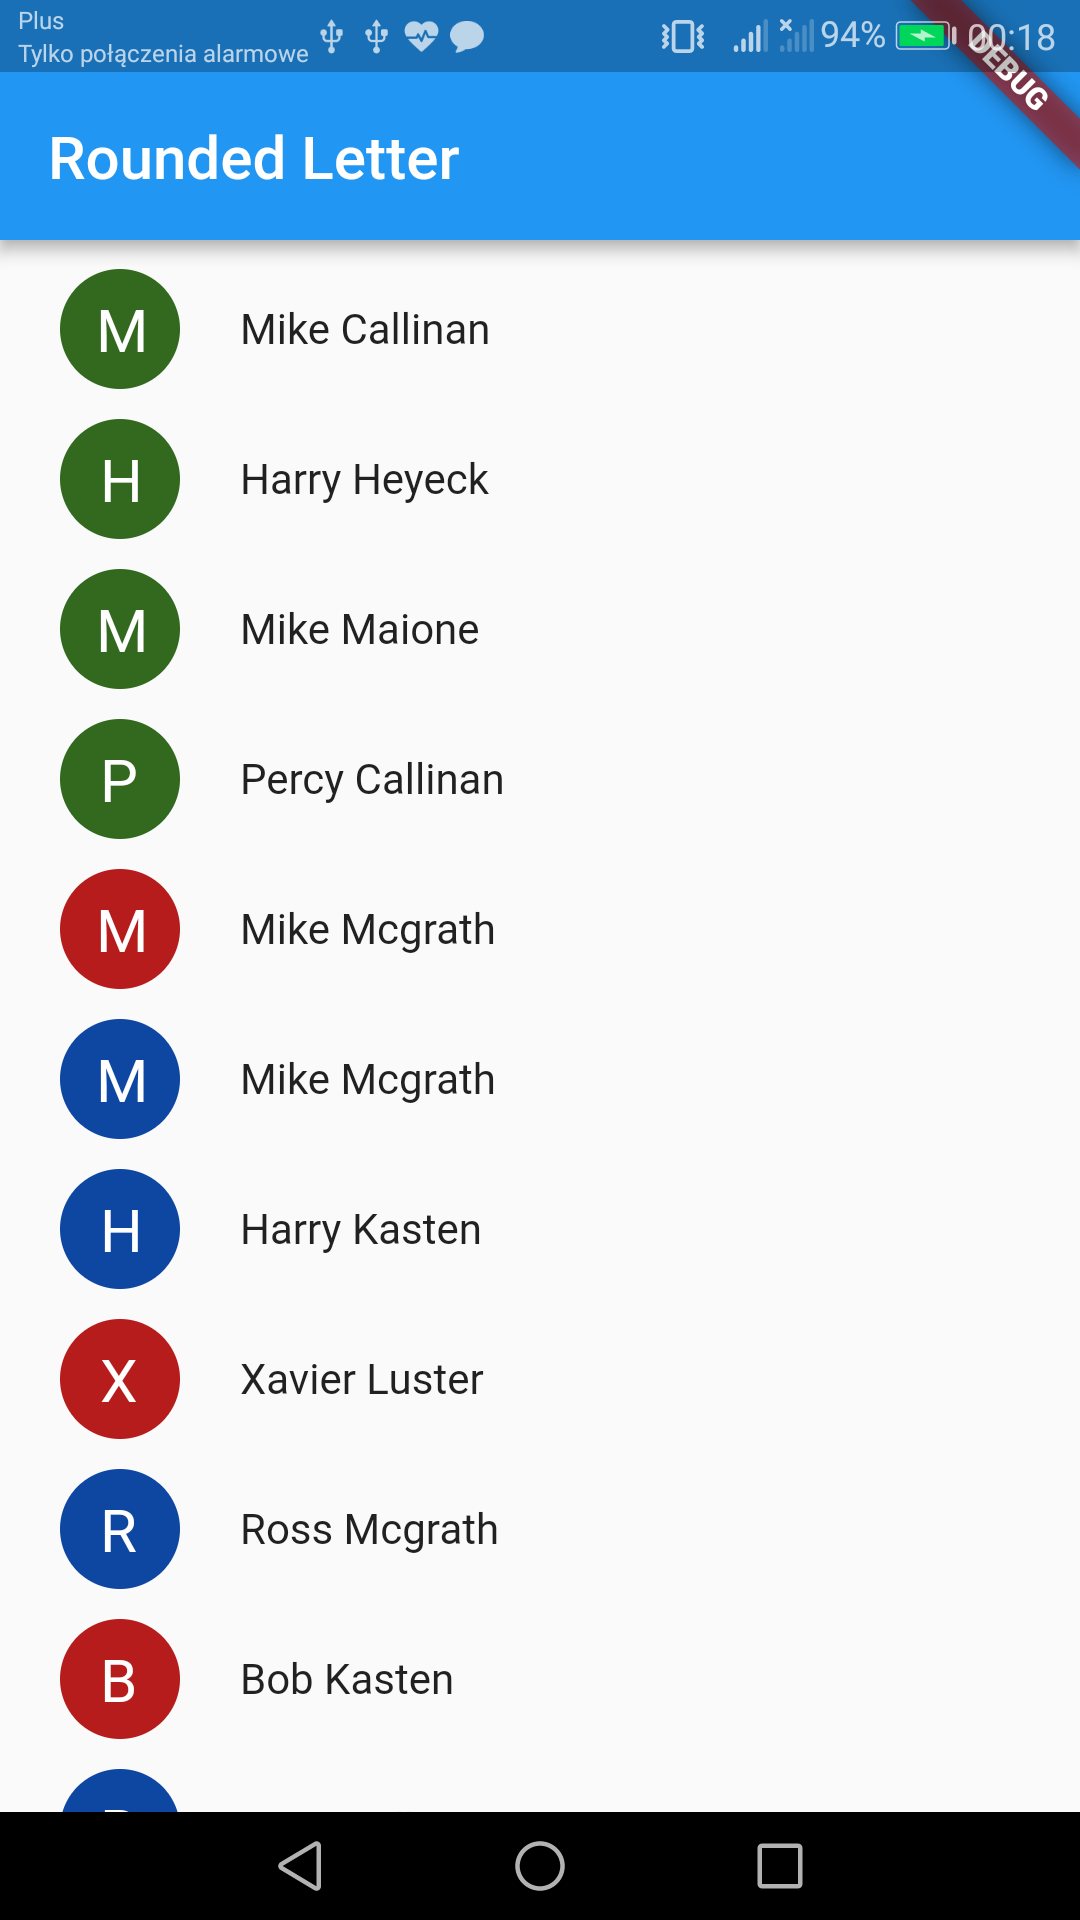 Plus
Tylko połączenia alarmowe
94%
00:18
DEBUG
Rounded Letter
M Mike Callinan
H Harry Heyeck
M Mike Maione
P Percy Callinan
M Mike Mcgrath
M Mike Mcgrath
H Harry Kasten
X Xavier Luster
R Ross Mcgrath
B Bob Kasten